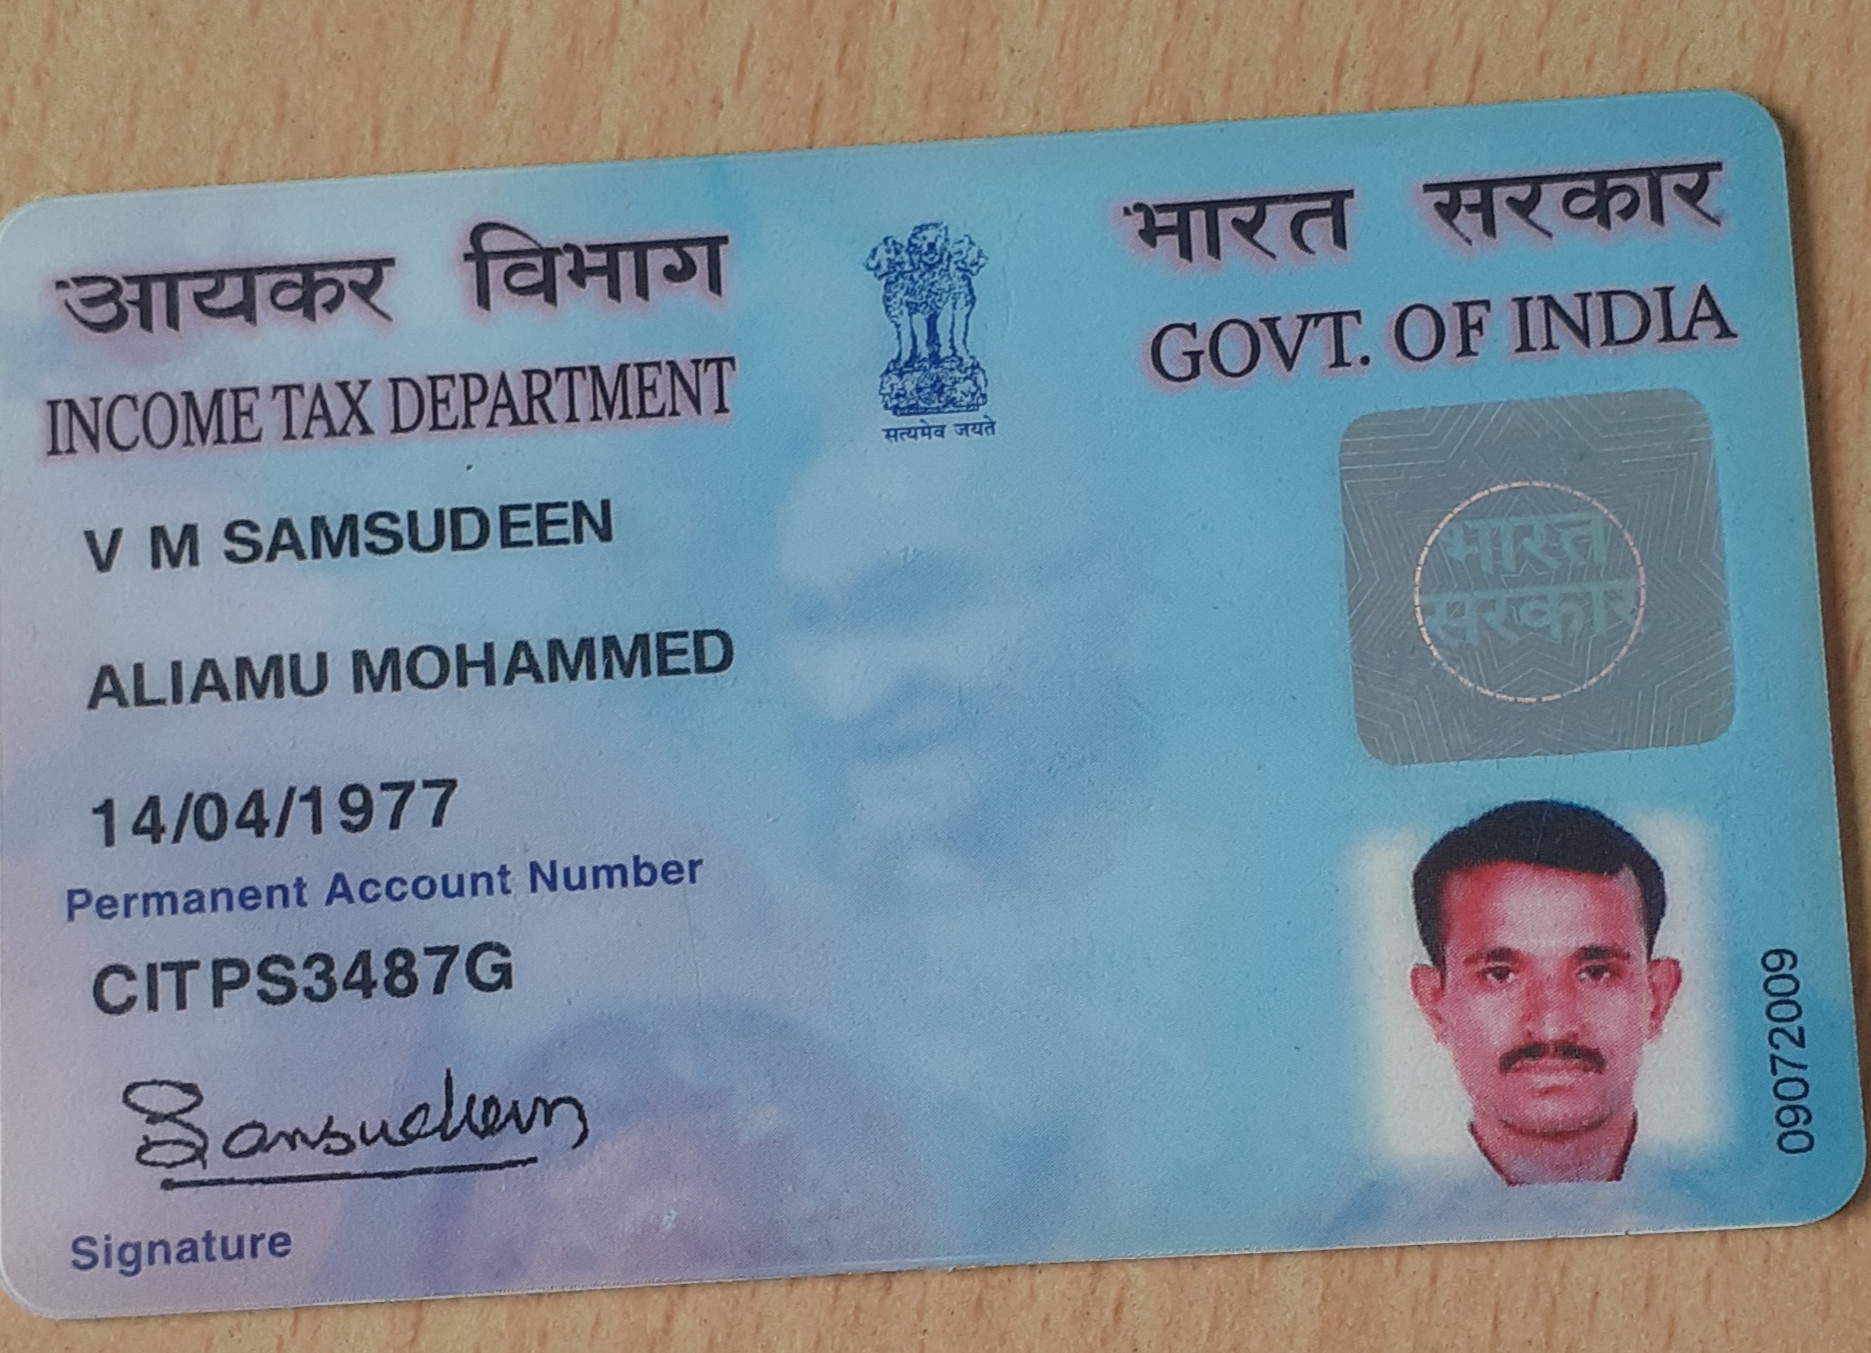 आयकर विभाग
INCOME TAX DEPARTMENT
सत्यमेव जयते
भारत सरकार
GOVT. OF INDIA
भारत
सरकार
V M SAMSUDEEN
ALIAMU MOHAMMED
14/04/1977
Permanent Account Number
CITPS3487G
Samsudeen
Signature
09072009